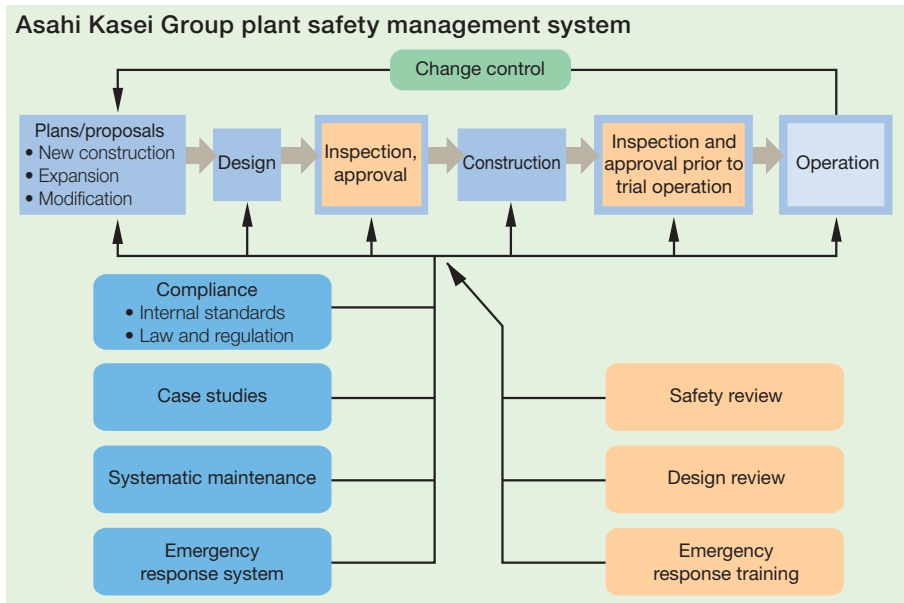 Asahi Kasei Group plant safety management system
Change control
Plans/proposals
• New construction
• Expansion
• Modification
Design
Inspection,
approval
Construction
Inspection and
approval prior to
trial operation
Operation
Compliance
• Internal standards
• Law and regulation
Case studies
Systematic maintenance
Emergency
response system
Safety review
Design review
Emergency
response training